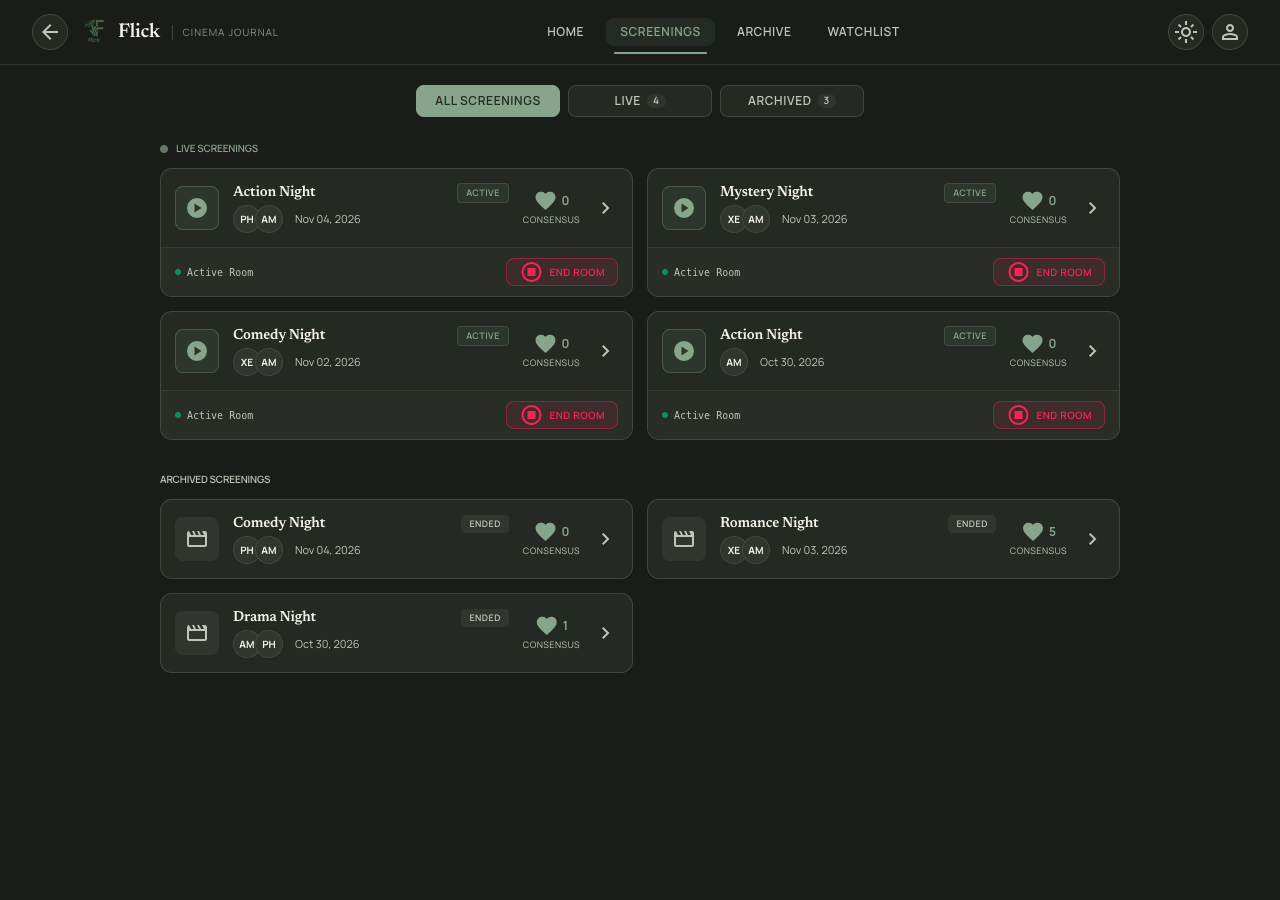 Flick CINEMA JOURNAL HOME SCREENINGS ARCHIVE WATCHLIST
ALL SCREENINGS LIVE 4 ARCHIVED 3
LIVE SCREENINGS
Action Night ACTIVE 0
PH AM Nov 04, 2026 CONSENSUS
Active Room END ROOM
Mystery Night ACTIVE 0
XE AM Nov 03, 2026 CONSENSUS
Active Room END ROOM
Comedy Night ACTIVE 0
XE AM Nov 02, 2026 CONSENSUS
Active Room END ROOM
Action Night ACTIVE 0
AM Oct 30, 2026 CONSENSUS
Active Room END ROOM
ARCHIVED SCREENINGS
Comedy Night ENDED 0
PH AM Nov 04, 2026 CONSENSUS
Romance Night ENDED 5
XE AM Nov 03, 2026 CONSENSUS
Drama Night ENDED 1
AM PH Oct 30, 2026 CONSENSUS